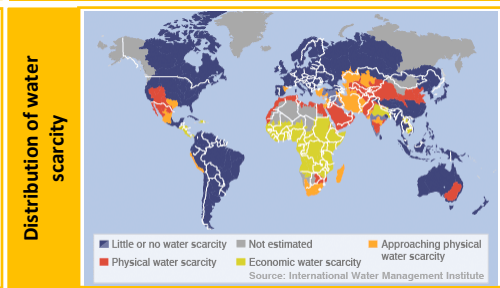 Distribution of water
scarcity
Little or no water scarcity
Not estimated
Approaching physical
water scarcity
Physical water scarcity
Economic water scarcity
Source: International Water Management Institute